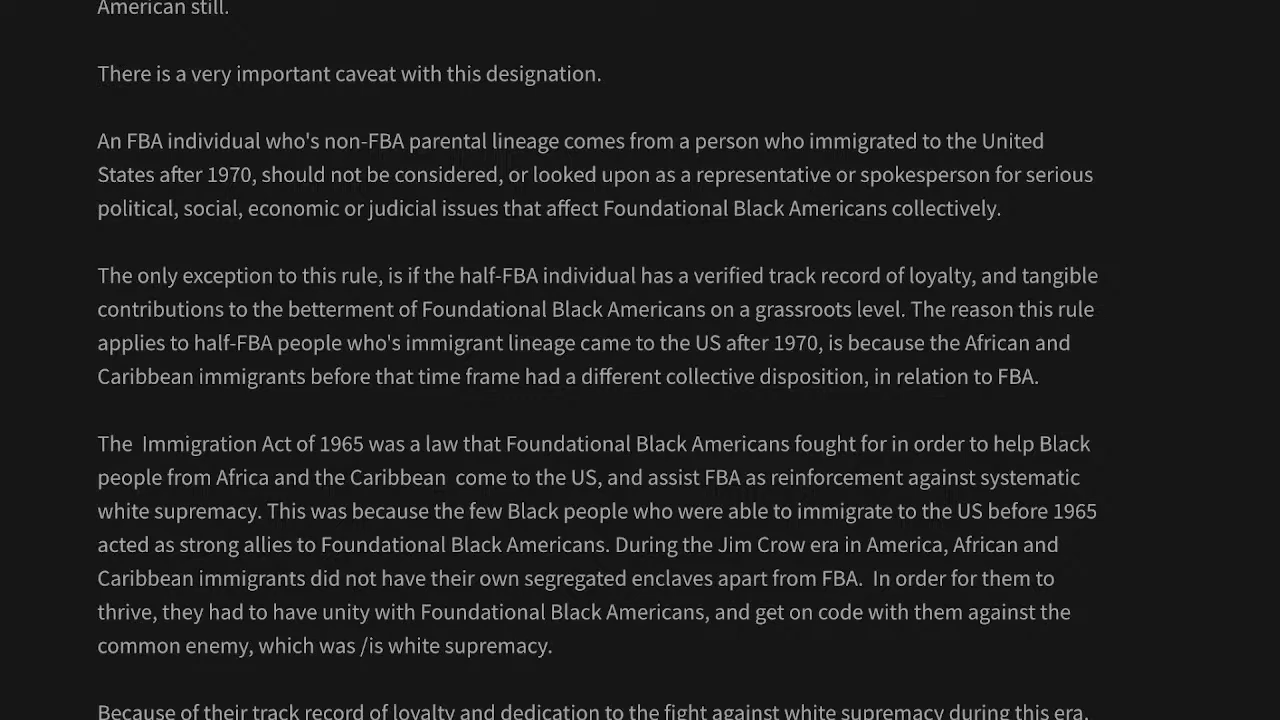 American still.
There is a very important caveat with this designation.
An FBA individual who's non-FBA parental lineage comes from a person who immigrated to the United
States after 1970, should not be considered, or looked upon as a representative or spokesperson for serious
political, social, economic or judicial issues that affect Foundational Black Americans collectively.
The only exception to this rule, is if the half-FBA individual has a verified track record of loyalty, and tangible
contributions to the betterment of Foundational Black Americans on a grassroots level. The reason this rule
applies to half-FBA people who's immigrant lineage came to the US after 1970, is because the African and
Caribbean immigrants before that time frame had a different collective disposition, in relation to FBA.
The  Immigration Act of 1965 was a law that Foundational Black Americans fought for in order to help Black
people from Africa and the Caribbean  come to the US, and assist FBA as reinforcement against systematic
white supremacy. This was because the few Black people who were able to immigrate to the US before 1965
acted as strong allies to Foundational Black Americans. During the Jim Crow era in America, African and
Caribbean immigrants did not have their own segregated enclaves apart from FBA.  In order for them to
thrive, they had to have unity with Foundational Black Americans, and get on code with them against the
common enemy, which was /is white supremacy.
Because of their track record of loyalty and dedication to the fight against white supremacy during this era,